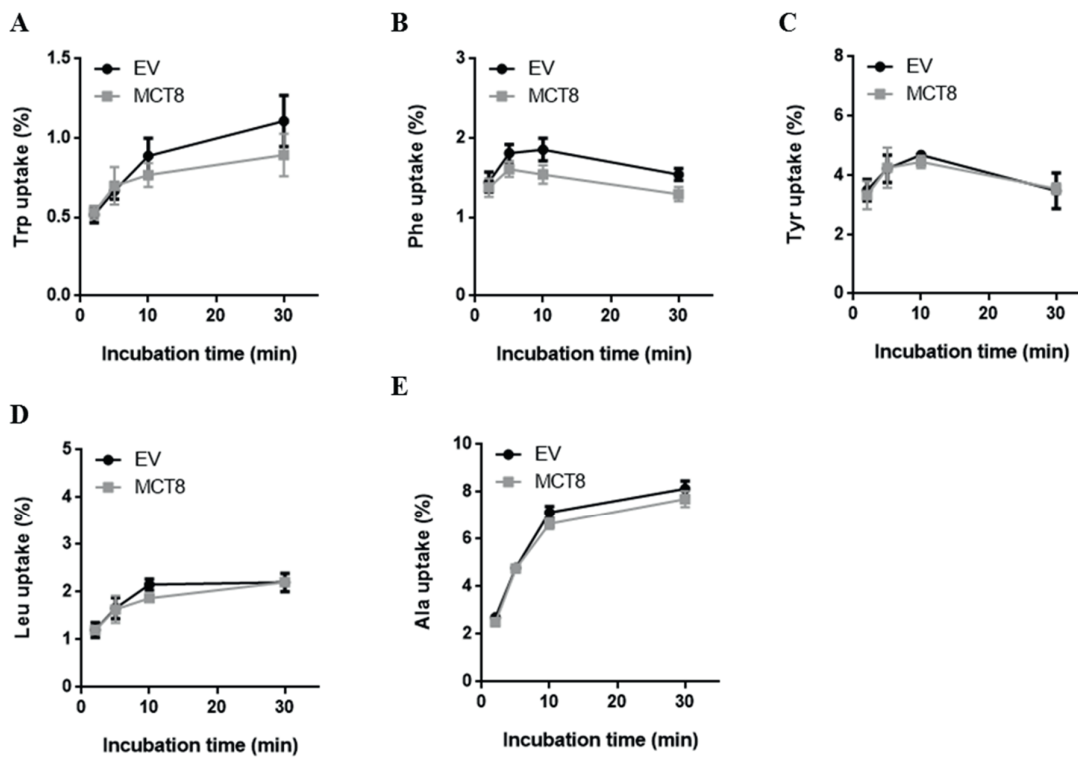 A
EV
MCT8
Trp uptake (%)
1.5
1.0
0.5
0.0
0 10 20 30
Incubation time (min)
B
EV
MCT8
Phe uptake (%)
3
2
1
0
0 10 20 30
Incubation time (min)
C
EV
MCT8
Tyr uptake (%)
8
6
4
2
0
0 10 20 30
Incubation time (min)
D
EV
MCT8
Leu uptake (%)
5
4
3
2
1
0
0 10 20 30
Incubation time (min)
E
EV
MCT8
Ala uptake (%)
10
8
6
4
2
0
0 10 20 30
Incubation time (min)